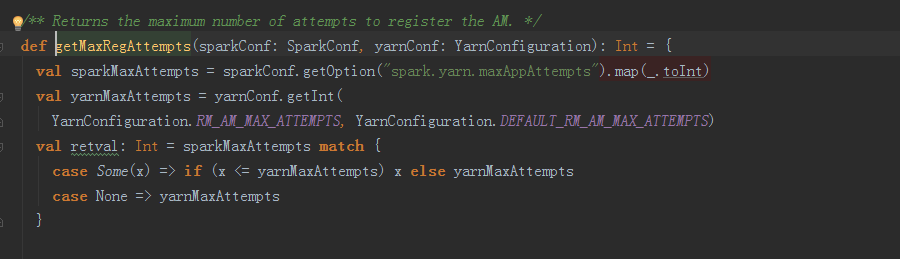 /** Returns the maximum number of attempts to register the AM. */
def getMaxRegAttempts(sparkConf: SparkConf, yarnConf: YarnConfiguration): Int = {
val sparkMaxAttempts = sparkConf.getOption("spark.yarn.maxAppAttempts").map(_.toInt)
val yarnMaxAttempts = yarnConf.getInt(
YarnConfiguration.RM_AM_MAX_ATTEMPTS, YarnConfiguration.DEFAULT_RM_AM_MAX_ATTEMPTS)
val retval: Int = sparkMaxAttempts match {
case Some(x) => if (x <= yarnMaxAttempts) x else yarnMaxAttempts
case None => yarnMaxAttempts
}